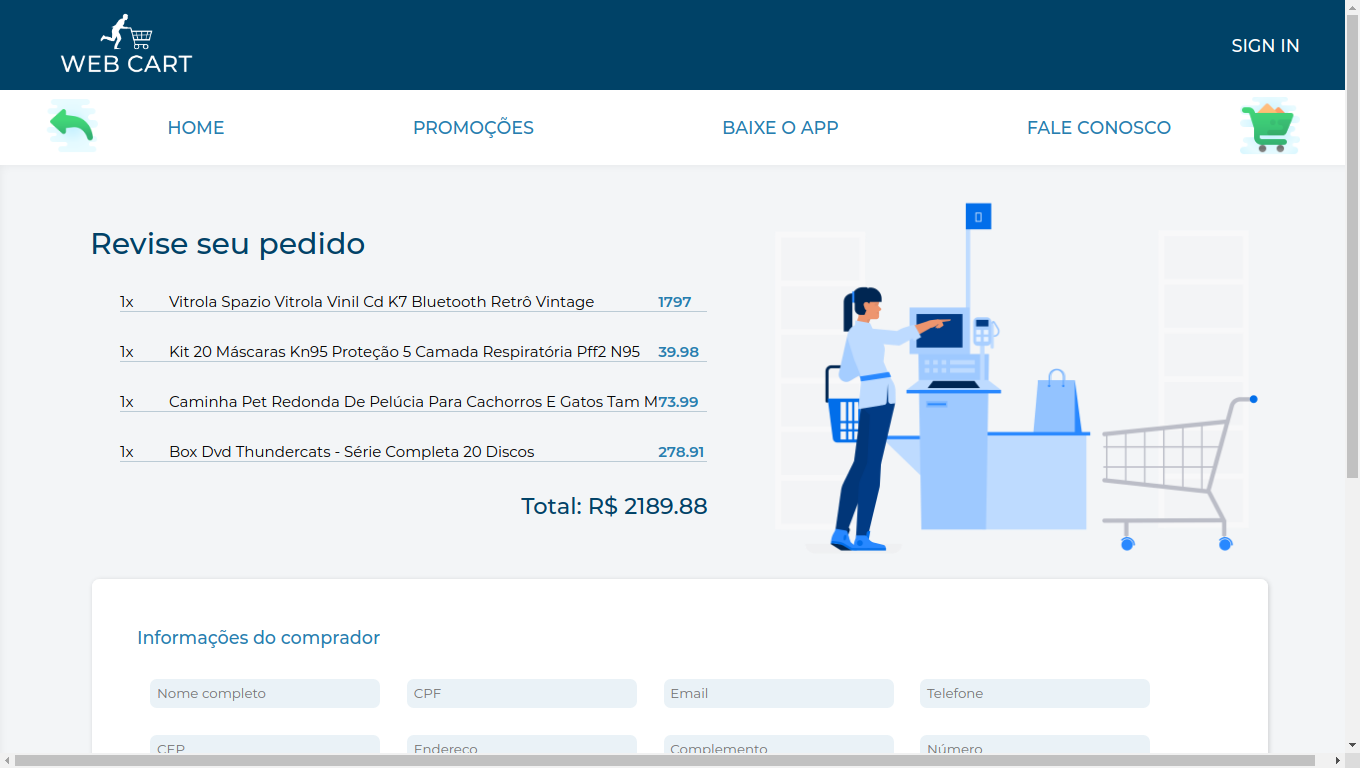 WEB CART
SIGN IN
HOME
PROMOÇÕES
BAIXE O APP
FALE CONOSCO
Revise seu pedido
1x Vitrola Spazio Vitrola Vinil Cd K7 Bluetooth Retrô Vintage 1797
1x Kit 20 Máscaras Kn95 Proteção 5 Camada Respiratória Pff2 N95 39.98
1x Caminha Pet Redonda De Pelúcia Para Cachorros E Gatos Tam M 73.99
1x Box Dvd Thundercats - Série Completa 20 Discos 278.91
Total: R$ 2189.88
Informações do comprador
Nome completo
CPF
Email
Telefone
CEP
Endereço
Complemento
Número